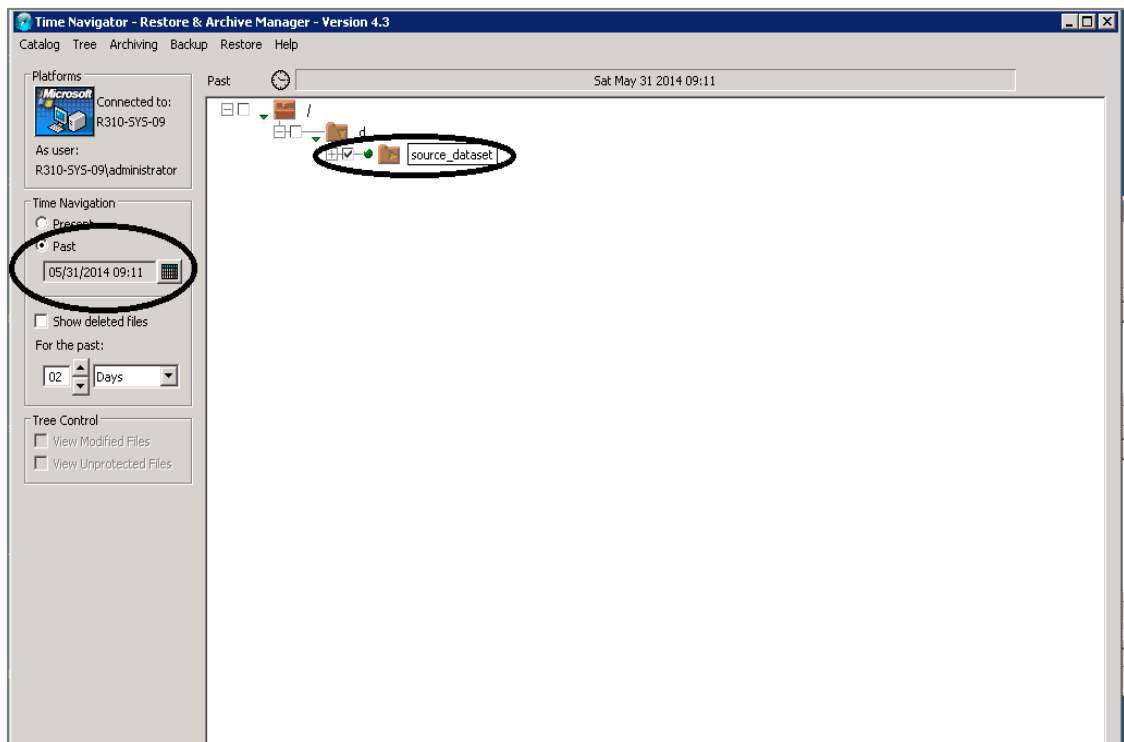 Time Navigator - Restore & Archive Manager - Version 4.3
Catalog Tree Archiving Backup Restore Help
Platforms
Microsoft
Connected to:
R310-SYS-09
As user:
R310-SYS-09\administrator
Past
Sat May 31 2014 09:11
/
d
source_dataset
Time Navigation
Present
Past
05/31/2014 09:11
Show deleted files
For the past:
02 Days
Tree Control
View Modified Files
View Unprotected Files